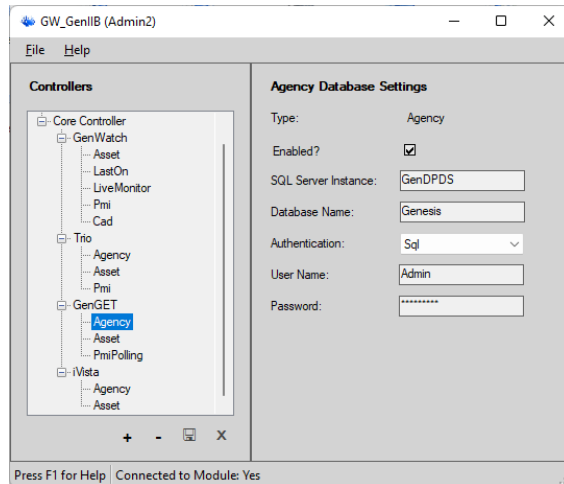 GW_GenIIB (Admin2)
File Help
Controllers
Core Controller
GenWatch
Asset
LastOn
LiveMonitor
Pmi
Cad
Trio
Agency
Asset
Pmi
GenGET
Agency
Asset
PmiPolling
iVista
Agency
Asset
+ - X
Agency Database Settings
Type: Agency
Enabled?
SQL Server Instance: GenDPDS
Database Name: Genesis
Authentication: Sql
User Name: Admin
Password: *********
Press F1 for Help Connected to Module: Yes